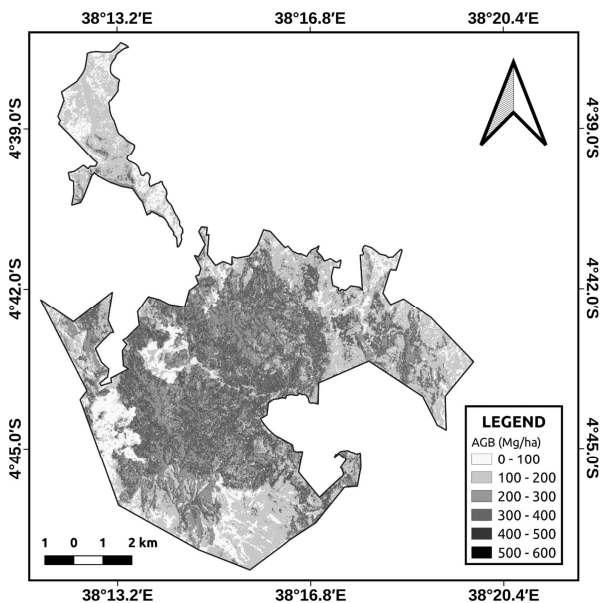 38°13.2′E 38°16.8′E 38°20.4′E
4°39.0′S 4°39.0′S
4°42.0′S 4°42.0′S
4°45.0′S 4°45.0′S
LEGEND
AGB (Mg/ha)
0 - 100
100 - 200
200 - 300
300 - 400
400 - 500
500 - 600
1 0 1 2 km
38°13.2′E 38°16.8′E 38°20.4′E